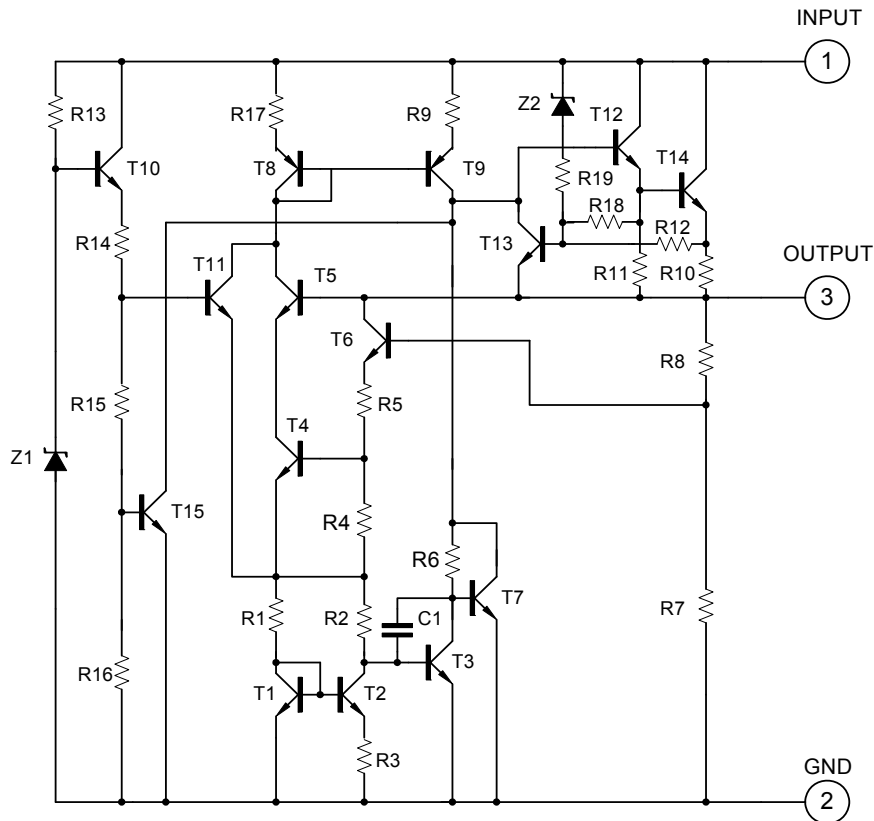 INPUT
1
R13
R17
R9
Z2
T12
T10
T8
T9
T14
R19
R18
R14
T13
R12
T11
T5
R11
R10
OUTPUT
3
T6
R8
R15
R5
T4
Z1
T15
R4
R6
T7
R1
R2
C1
R7
R16
T1
T2
T3
R3
GND
2